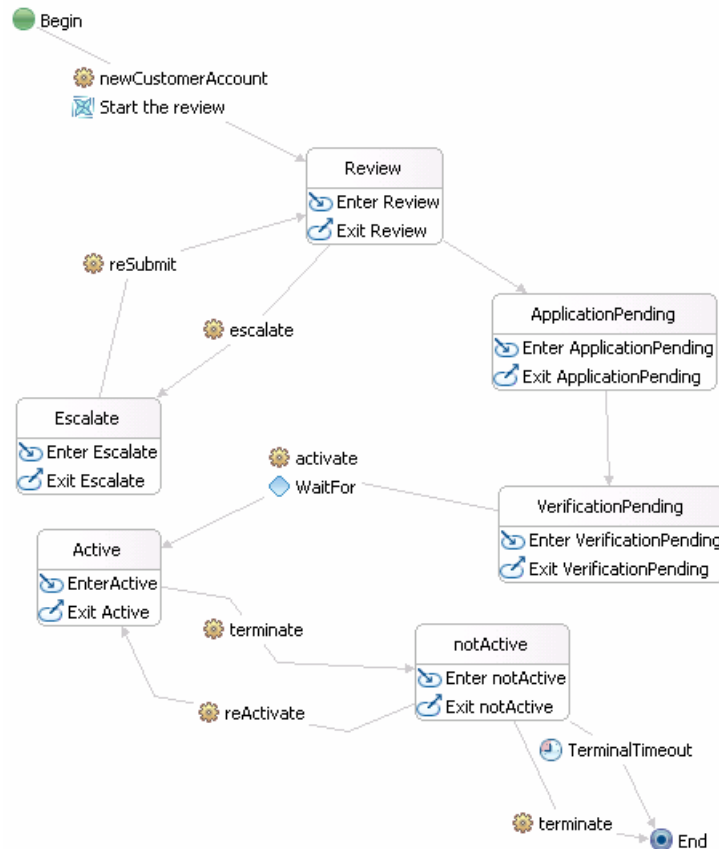 Begin
newCustomerAccount
Start the review
Review
Enter Review
Exit Review
reSubmit
escalate
ApplicationPending
Enter ApplicationPending
Exit ApplicationPending
Escalate
Enter Escalate
Exit Escalate
activate
WaitFor
VerificationPending
Enter VerificationPending
Exit VerificationPending
Active
EnterActive
Exit Active
terminate
notActive
Enter notActive
Exit notActive
reActivate
TerminalTimeout
terminate
End